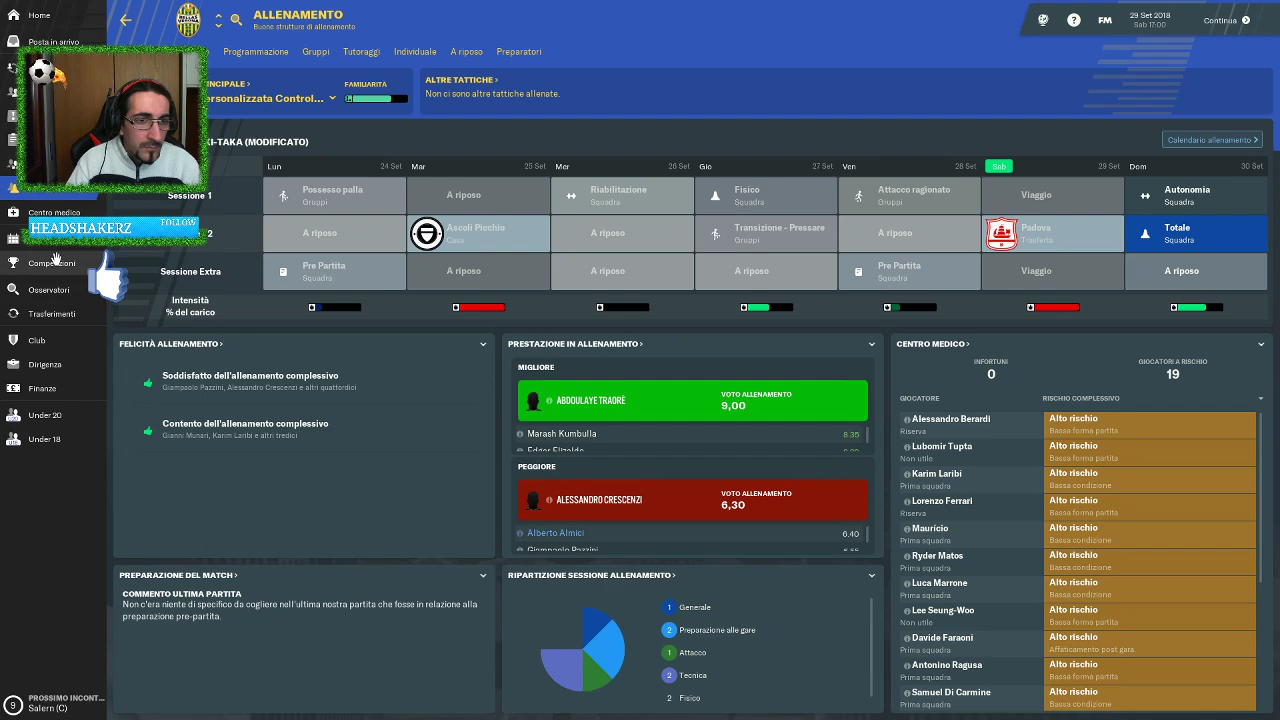 Home
ALLENAMENTO
Buone strutture di allenamento
FM
29 Set 2018
Sab 17:00
Continua
Posta in arrivo
Programmazione
Gruppi
Tutoraggi
Individuale
A riposo
Preparatori
INCIPALE >
ersonalizzata Control...
FAMILIARITÀ
ALTRE TATTICHE >
Non ci sono altre tattiche allenate.
KI-TAKA (MODIFICATO)
Calendario allenamento >
Lun 24 Set
Mar 25 Set
Mer 26 Set
Gio 27 Set
Ven 28 Set
Sab 29 Set
Dom 30 Set
Sessione 1
Possesso palla
Gruppi
A riposo
Riabilitazione
Squadra
Fisico
Squadra
Attacco ragionato
Gruppi
Viaggio
Autonomia
Squadra
2
A riposo
Ascoli Picchio
Casa
A riposo
Transizione - Pressare
Gruppi
A riposo
Padova
Trasferta
Totale
Squadra
Sessione Extra
Pre Partita
Squadra
A riposo
A riposo
A riposo
Pre Partita
Squadra
Viaggio
A riposo
Intensità
% del carico
HEADSHAKERZ
FOLLOW
Centro medico
Competizioni
Osservatori
Trasferimenti
Club
Dirigenza
Finanze
Under 20
Under 18
PROSSIMO INCONT...
9
Salern (C)
FELICITÀ ALLENAMENTO >
Soddisfatto dell'allenamento complessivo
Giampaolo Pazzini, Alessandro Crescenzi e altri quattordici
Contento dell'allenamento complessivo
Gianni Munari, Karim Laribi e altri tredici
PRESTAZIONE IN ALLENAMENTO >
MIGLIORE
ABDOULAYE TRAORÈ
VOTO ALLENAMENTO
9,00
Marash Kumbulla
8.35
PEGGIORE
ALESSANDRO CRESCENZI
VOTO ALLENAMENTO
6,30
Alberto Almici
6.40
Giampaolo Pazzini
CENTRO MEDICO >
INFORTUNI
0
GIOCATORI A RISCHIO
19
GIOCATORE
RISCHIO COMPLESSIVO
Alessandro Berardi
Riserva
Alto rischio
Bassa forma partita
Lubomir Tupta
Non utile
Alto rischio
Bassa forma partita
Karim Laribi
Prima squadra
Alto rischio
Bassa condizione
Lorenzo Ferrari
Riserva
Alto rischio
Bassa forma partita
Maurício
Prima squadra
Alto rischio
Bassa condizione
Ryder Matos
Prima squadra
Alto rischio
Bassa condizione
Luca Marrone
Prima squadra
Alto rischio
Bassa condizione
Lee Seung-Woo
Non utile
Alto rischio
Bassa forma partita
Davide Faraoni
Prima squadra
Alto rischio
Affaticamento post gara.
Antonino Ragusa
Prima squadra
Alto rischio
Bassa forma partita
Samuel Di Carmine
Prima squadra
Alto rischio
Bassa condizione
PREPARAZIONE DEL MATCH >
COMMENTO ULTIMA PARTITA
Non c'era niente di specifico da cogliere nell'ultima nostra partita che fosse in relazione alla
preparazione pre-partita.
RIPARTIZIONE SESSIONE ALLENAMENTO >
1 Generale
2 Preparazione alle gare
1 Attacco
2 Tecnica
2 Fisico